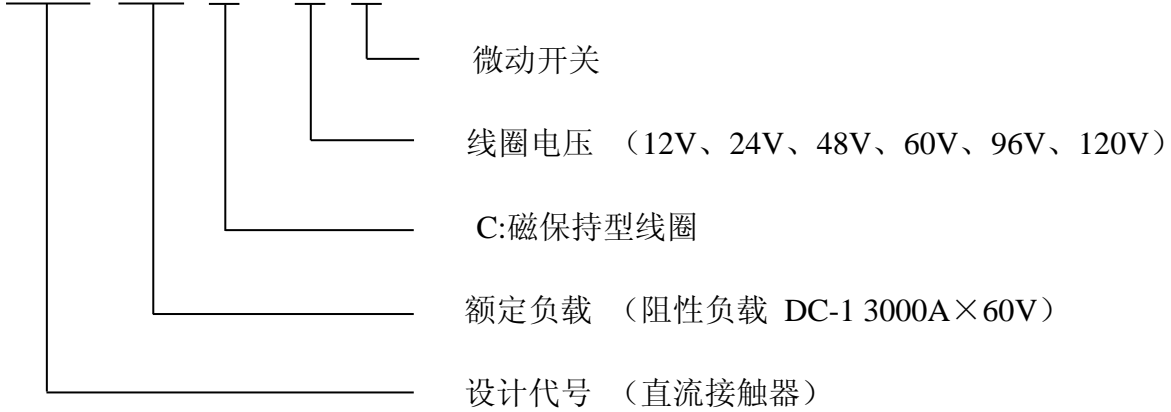 微动开关
线圈电压 （12V、24V、48V、60V、96V、120V）
C:磁保持型线圈
额定负载 （阻性负载 DC-1 3000A×60V）
设计代号 （直流接触器）